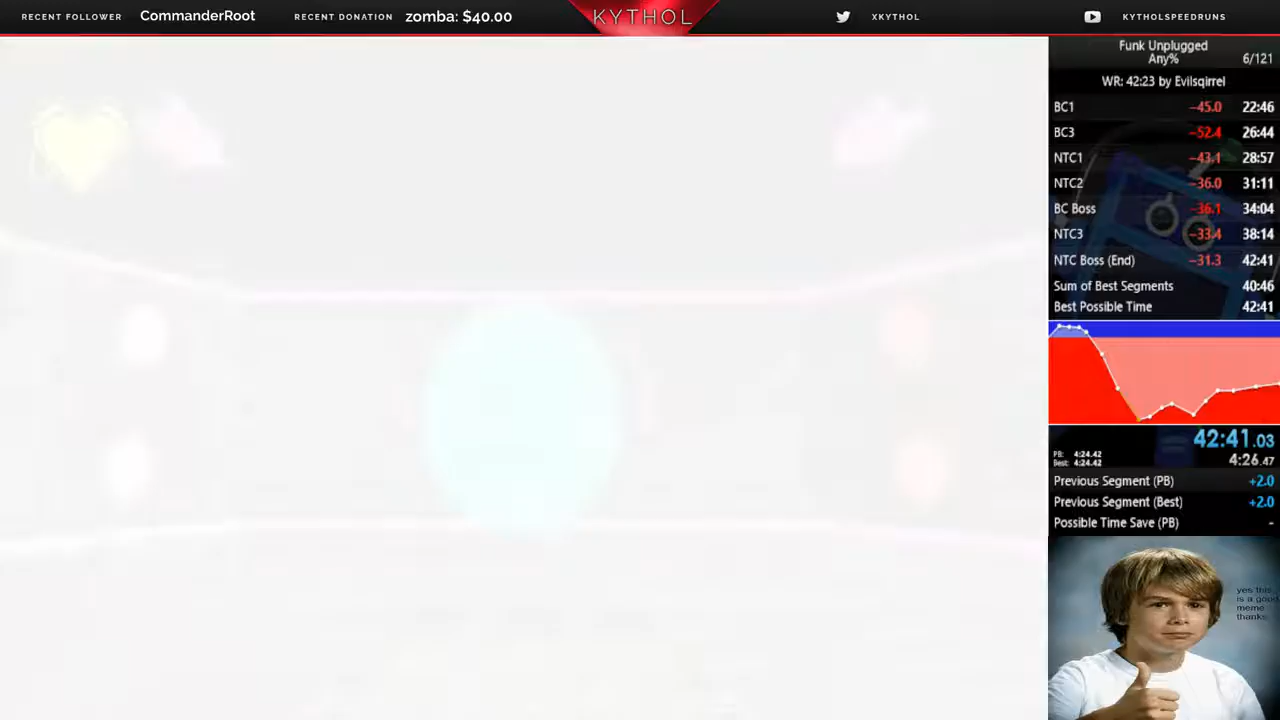 RECENT FOLLOWER CommanderRoot RECENT DONATION zomba: $40.00 KYTHOL XKYTHOL KYTHOLSPEEDRUNS
Funk Unplugged
Any% 6/121
WR: 42:23 by Evilsqirrel
BC1 −45.0 22:46
BC3 −52.4 26:44
NTC1 −43.1 28:57
NTC2 −36.0 31:11
BC Boss −36.1 34:04
NTC3 −33.4 38:14
NTC Boss (End) −31.3 42:41
Sum of Best Segments 40:46
Best Possible Time 42:41
42:41.03
PB: 4:24.42
Best: 4:24.42
4:26.47
Previous Segment (PB) +2.0
Previous Segment (Best) +2.0
Possible Time Save (PB) -
yes this
is a good
meme
thanks